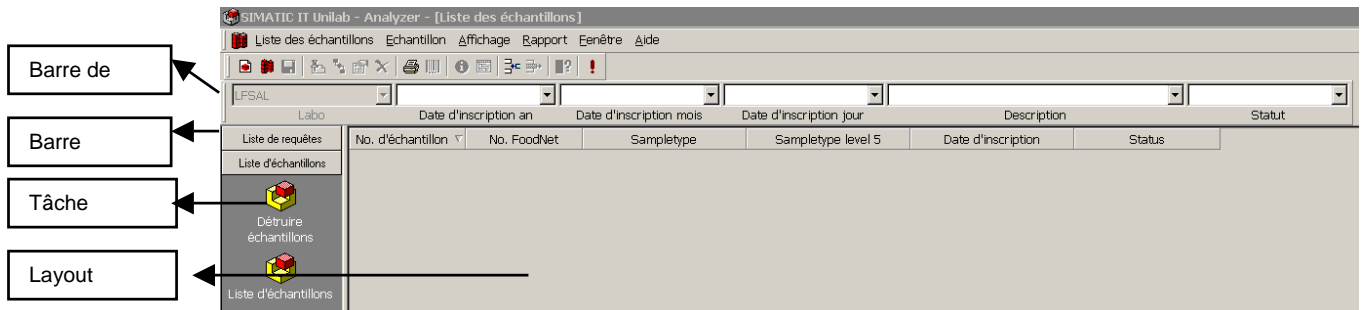 SIMATIC IT Unilab - Analyzer - [Liste des échantillons]
Liste des échantillons Echantillon Affichage Rapport Fenêtre Aide
Barre de
LFSAL
Labo Date d'inscription an Date d'inscription mois Date d'inscription jour Description Statut
Barre
Liste de requêtes No. d'échantillon No. FoodNet Sampletype Sampletype level 5 Date d'inscription Status
Liste d'échantillons
Tâche
Détruire
échantillons
Layout
Liste d'échantillons